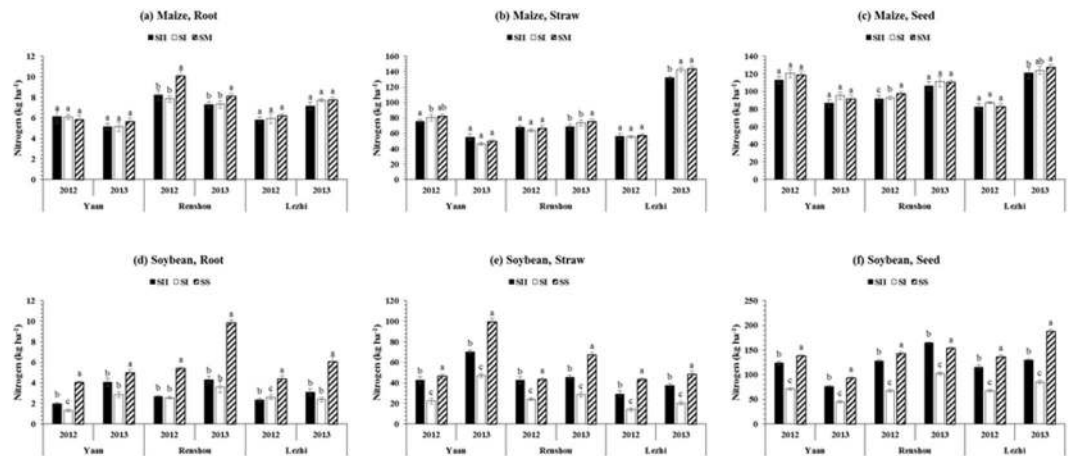 (a) Maize, Root
SII SI SM
Nitrogen (kg ha⁻¹)
12
10
8
6
4
2
0
a a a a a a b b a b b a a a a a a a
2012 2013 2012 2013 2012 2013
Yaan Renshou Lezhi
(b) Maize, Straw
SII SI SM
Nitrogen (kg ha⁻¹)
160
140
120
100
80
60
40
20
0
a b ab a a a a a a b a a a a a b a a
2012 2013 2012 2013 2012 2013
Yaan Renshou Lezhi
(c) Maize, Seed
SII SI SM
Nitrogen (kg ha⁻¹)
140
120
100
80
60
40
20
0
a a a a a a c b a a a a a a a b ab a
2012 2013 2012 2013 2012 2013
Yaan Renshou Lezhi
(d) Soybean, Root
SII SI SS
Nitrogen (kg ha⁻¹)
12
10
8
6
4
2
0
b c a b b a b b a b b a b c a b b a
2012 2013 2012 2013 2012 2013
Yaan Renshou Lezhi
(e) Soybean, Straw
SII SI SS
Nitrogen (kg ha⁻¹)
120
100
80
60
40
20
0
b c a b c a b c a b c a b c a b c a
2012 2013 2012 2013 2012 2013
Yaan Renshou Lezhi
(f) Soybean, Seed
SII SI SS
Nitrogen (kg ha⁻¹)
250
200
150
100
50
0
b c a b c a b c a b c a b c a b c a
2012 2013 2012 2013 2012 2013
Yaan Renshou Lezhi